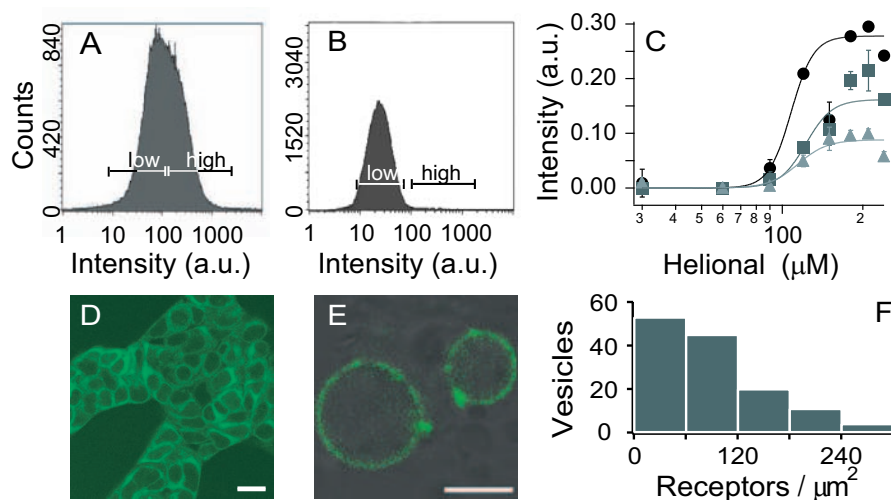 A
Counts
840
420
0
low
high
1
10
100
1000
Intensity (a.u.)
B
3040
1520
0
low
high
1
10
100
1000
Intensity (a.u.)
C
Intensity (a.u.)
0.30
0.20
0.10
0.00
3
4
5
6
7
8
9
100
2
Helional (μM)
D
E
F
Vesicles
60
40
20
0
0
120
240
Receptors / μm²